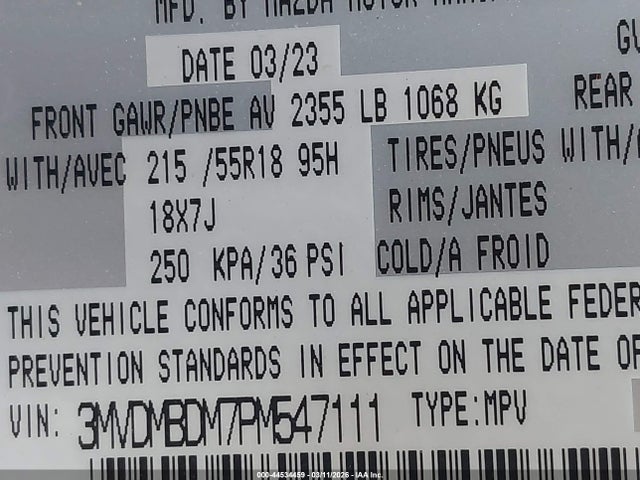 MFD. BY MAZDA MOTOR
DATE 03/23
GV
FRONT GAWR/PNBE AV 2355 LB 1068 KG REAR
WITH/AVEC 215 /55R18 95H TIRES/PNEUS WITH/
18X7J RIMS/JANTES
250 KPA/36 PSI COLD/A FROID
THIS VEHICLE CONFORMS TO ALL APPLICABLE FEDER
PREVENTION STANDARDS IN EFFECT ON THE DATE OF
VIN: 3MVDMBDM7PM547111 TYPE:MPV
000-44534459 - 03/11/2026 - IAA Inc.